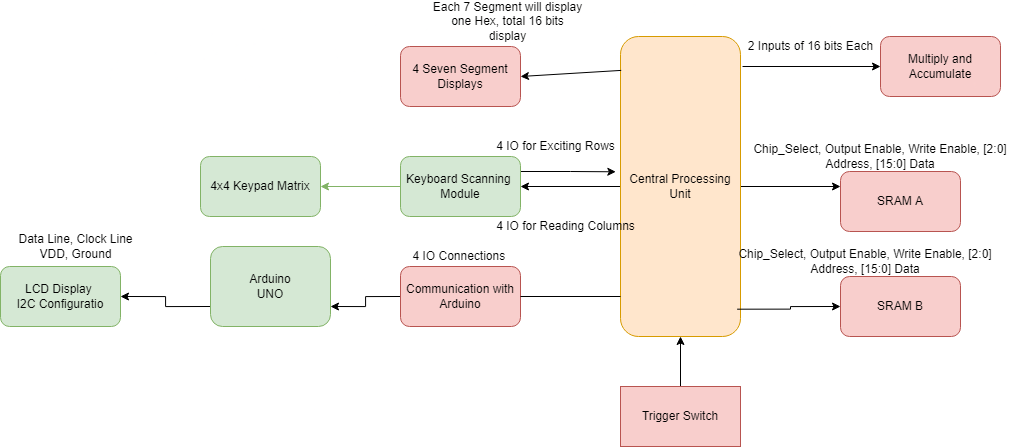 Each 7 Segment will display
one Hex, total 16 bits
display
4 Seven Segment
Displays
2 Inputs of 16 bits Each
Multiply and
Accumulate
4 IO for Exciting Rows
Chip_Select, Output Enable, Write Enable, [2:0]
Address, [15:0] Data
4x4 Keypad Matrix
Keyboard Scanning
Module
Central Processing
Unit
SRAM A
4 IO for Reading Columns
Data Line, Clock Line
VDD, Ground
4 IO Connections
Chip_Select, Output Enable, Write Enable, [2:0]
Address, [15:0] Data
LCD Display
I2C Configuratio
Arduino
UNO
Communication with
Arduino
SRAM B
Trigger Switch